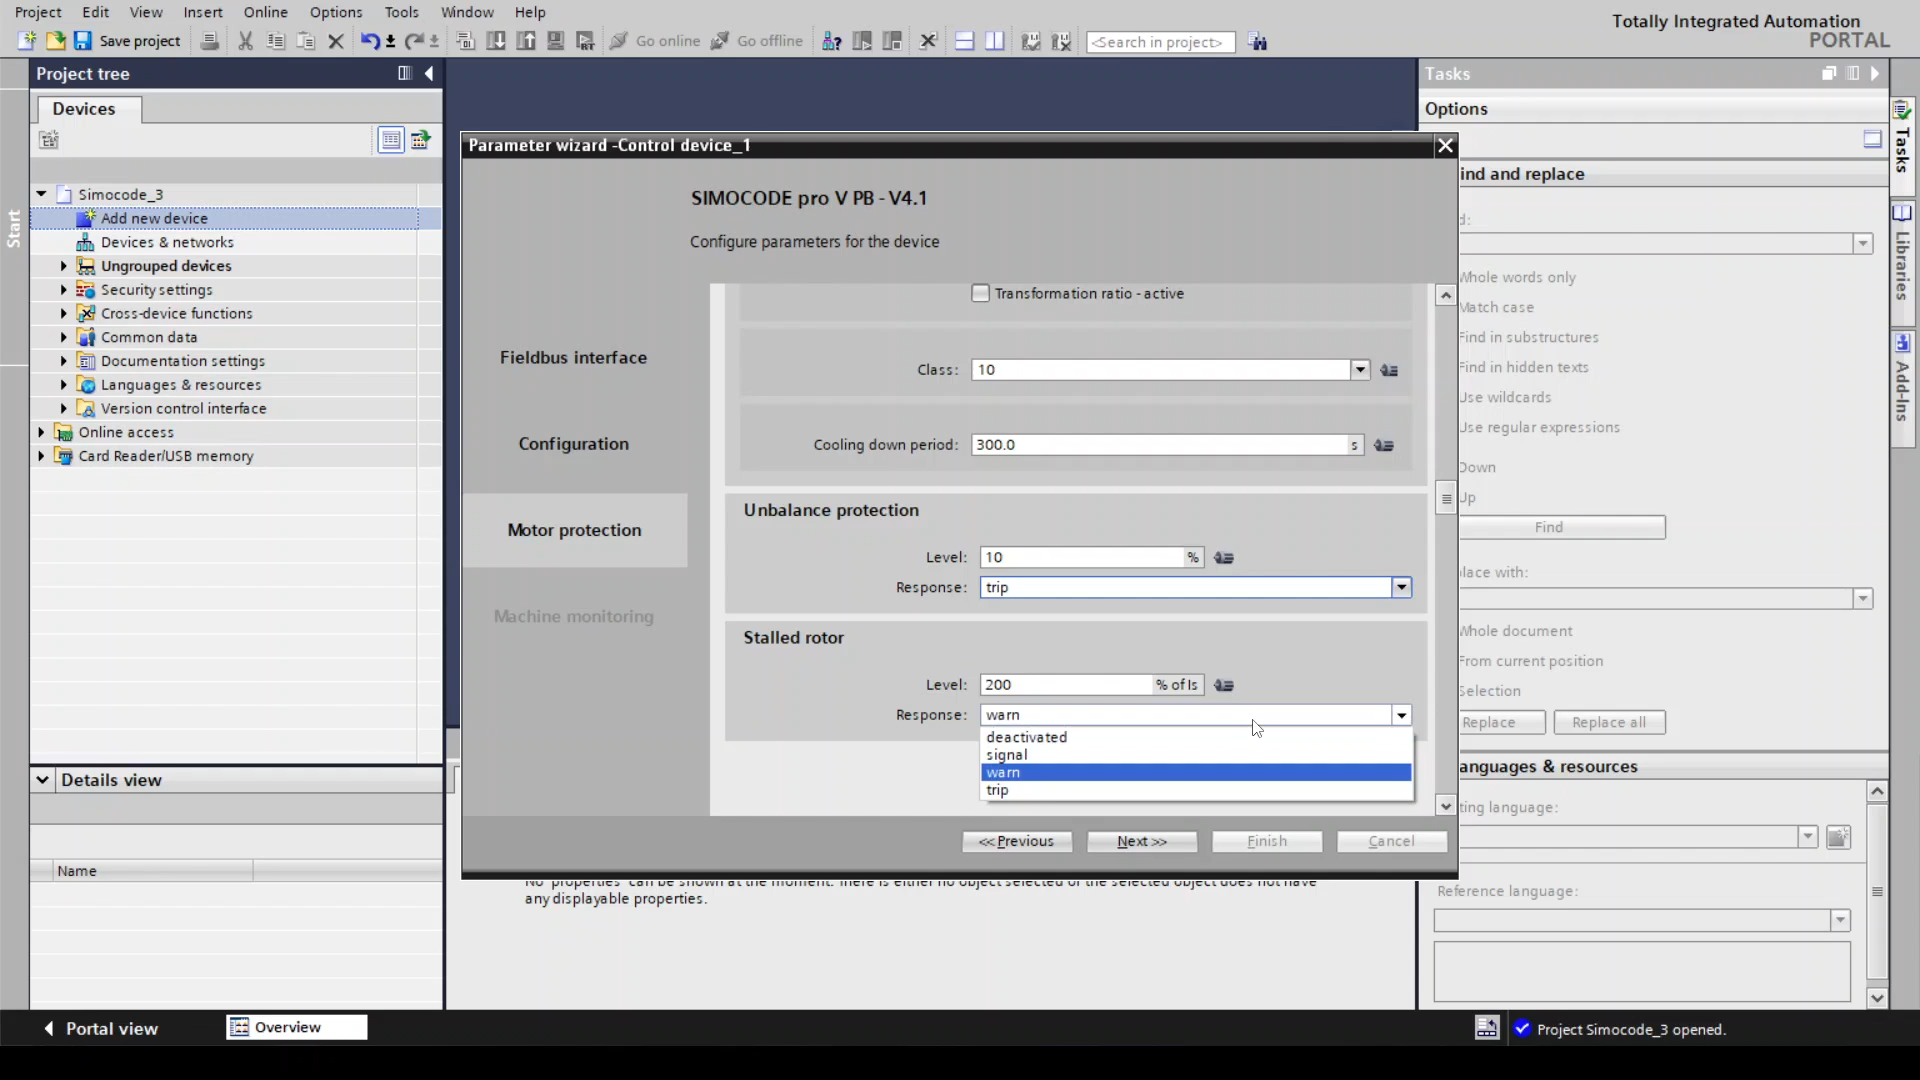 Project Edit View Insert Online Options Tools Window Help
Totally Integrated Automation
PORTAL
Save project
Go online
Go offline
<Search in project>
Project tree
Devices
Start
Simocode_3
Add new device
Devices & networks
Ungrouped devices
Security settings
Cross-device functions
Common data
Documentation settings
Languages & resources
Version control interface
Online access
Card Reader/USB memory
Details view
Name
Parameter wizard -Control device_1
SIMOCODE pro V PB - V4.1
Configure parameters for the device
Fieldbus interface
Configuration
Motor protection
Machine monitoring
Transformation ratio - active
Class: 10
Cooling down period: 300.0 s
Unbalance protection
Level: 10 %
Response: trip
Stalled rotor
Level: 200 % of Is
Response: warn
deactivated
signal
warn
trip
<<Previous
Next >>
Finish
Cancel
any displayable properties.
Tasks
Options
ind and replace
d:
Whole words only
Match case
Find in substructures
Find in hidden texts
Use wildcards
Use regular expressions
Down
Up
Find
lace with:
Whole document
From current position
Selection
Replace
Replace all
anguages & resources
ting language:
Reference language:
Tasks
Libraries
Add-Ins
Portal view
Overview
Project Simocode_3 opened.